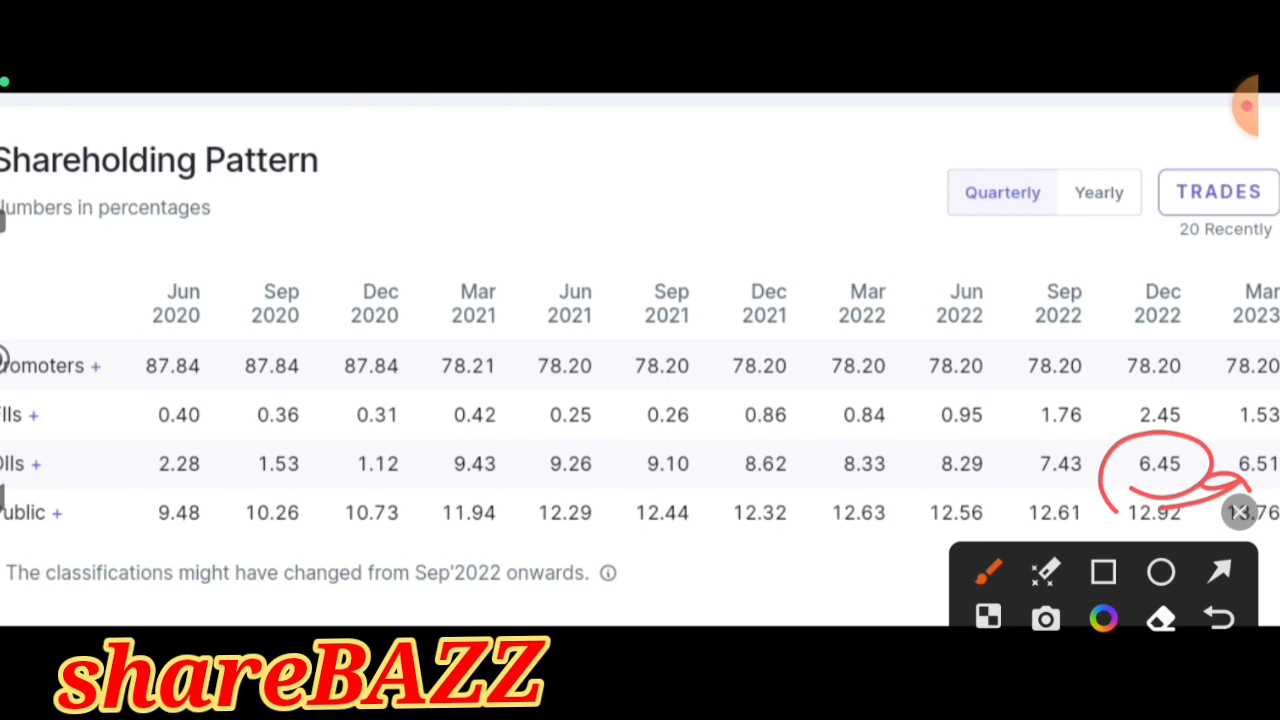 Shareholding Pattern
Numbers in percentages
Quarterly Yearly TRADES
20 Recently
Jun Sep Dec Mar Jun Sep Dec Mar Jun Sep Dec Mar
2020 2020 2020 2021 2021 2021 2021 2022 2022 2022 2022 2023
romoters + 87.84 87.84 87.84 78.21 78.20 78.20 78.20 78.20 78.20 78.20 78.20 78.20
FIIs + 0.40 0.36 0.31 0.42 0.25 0.26 0.86 0.84 0.95 1.76 2.45 1.53
DIIs + 2.28 1.53 1.12 9.43 9.26 9.10 8.62 8.33 8.29 7.43 6.45 6.51
ublic + 9.48 10.26 10.73 11.94 12.29 12.44 12.32 12.63 12.56 12.61 12.92
The classifications might have changed from Sep'2022 onwards.
shareBAZZ